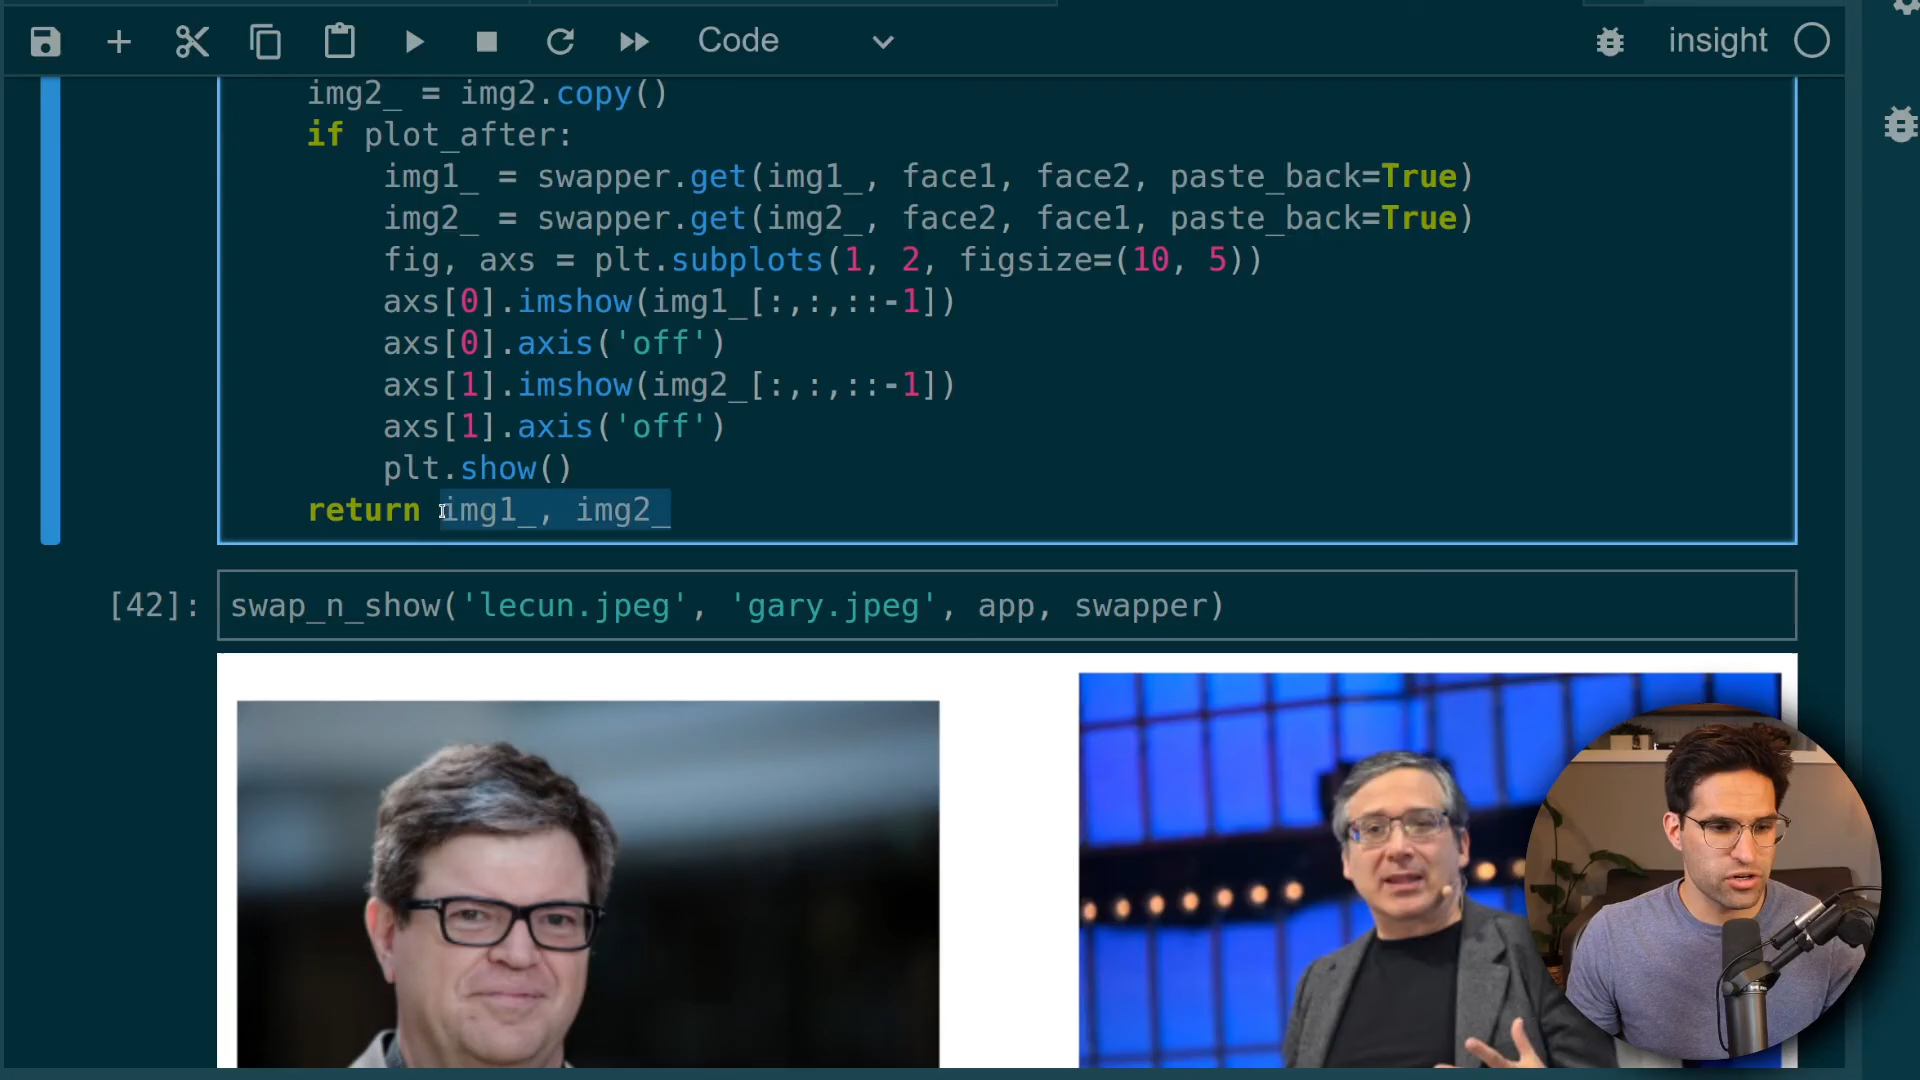 Code
insight
img2_ = img2.copy()
if plot_after:
img1_ = swapper.get(img1_, face1, face2, paste_back=True)
img2_ = swapper.get(img2_, face2, face1, paste_back=True)
fig, axs = plt.subplots(1, 2, figsize=(10, 5))
axs[0].imshow(img1_[:,:,::-1])
axs[0].axis('off')
axs[1].imshow(img2_[:,:,::-1])
axs[1].axis('off')
plt.show()
return img1_, img2_
[42]: swap_n_show('lecun.jpeg', 'gary.jpeg', app, swapper)